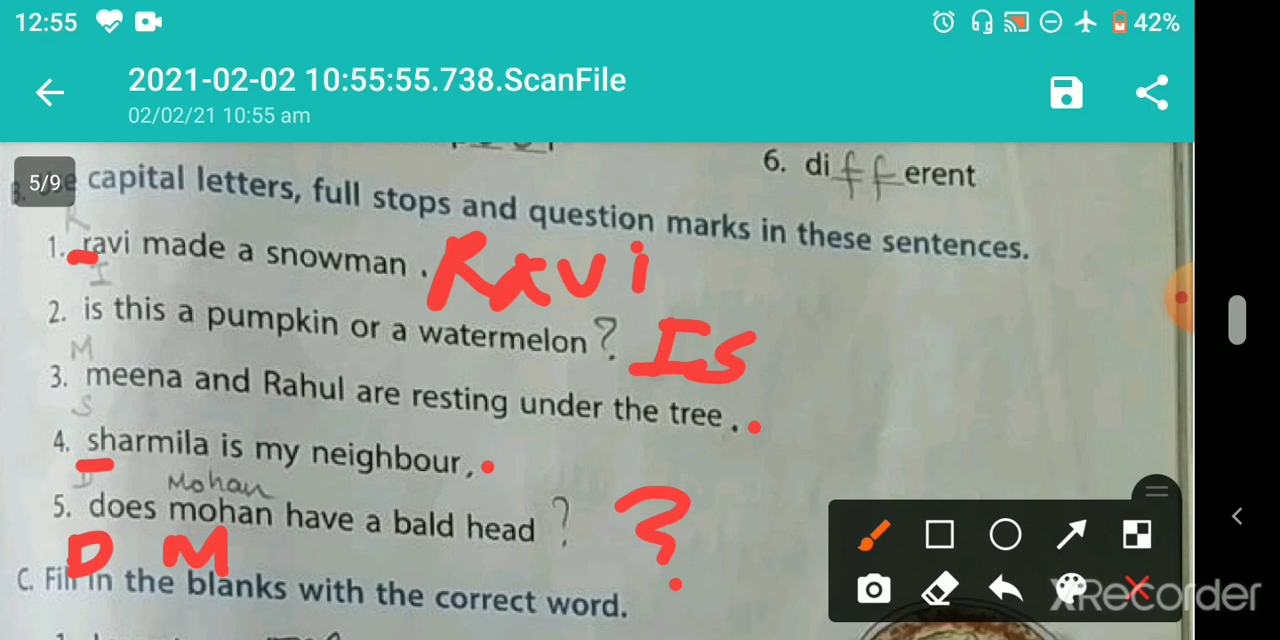 12:55 42%
2021-02-02 10:55:55.738.ScanFile
02/02/21 10:55 am
5/9
6. different
capital letters, full stops and question marks in these sentences.
R
1. ravi made a snowman . Ravi
I
2. is this a pumpkin or a watermelon ? Is
M
3. meena and Rahul are resting under the tree . .
S
4. sharmila is my neighbour, .
D Mohan
5. does mohan have a bald head ? ?
D M
C. Fill in the blanks with the correct word.
XRecorder